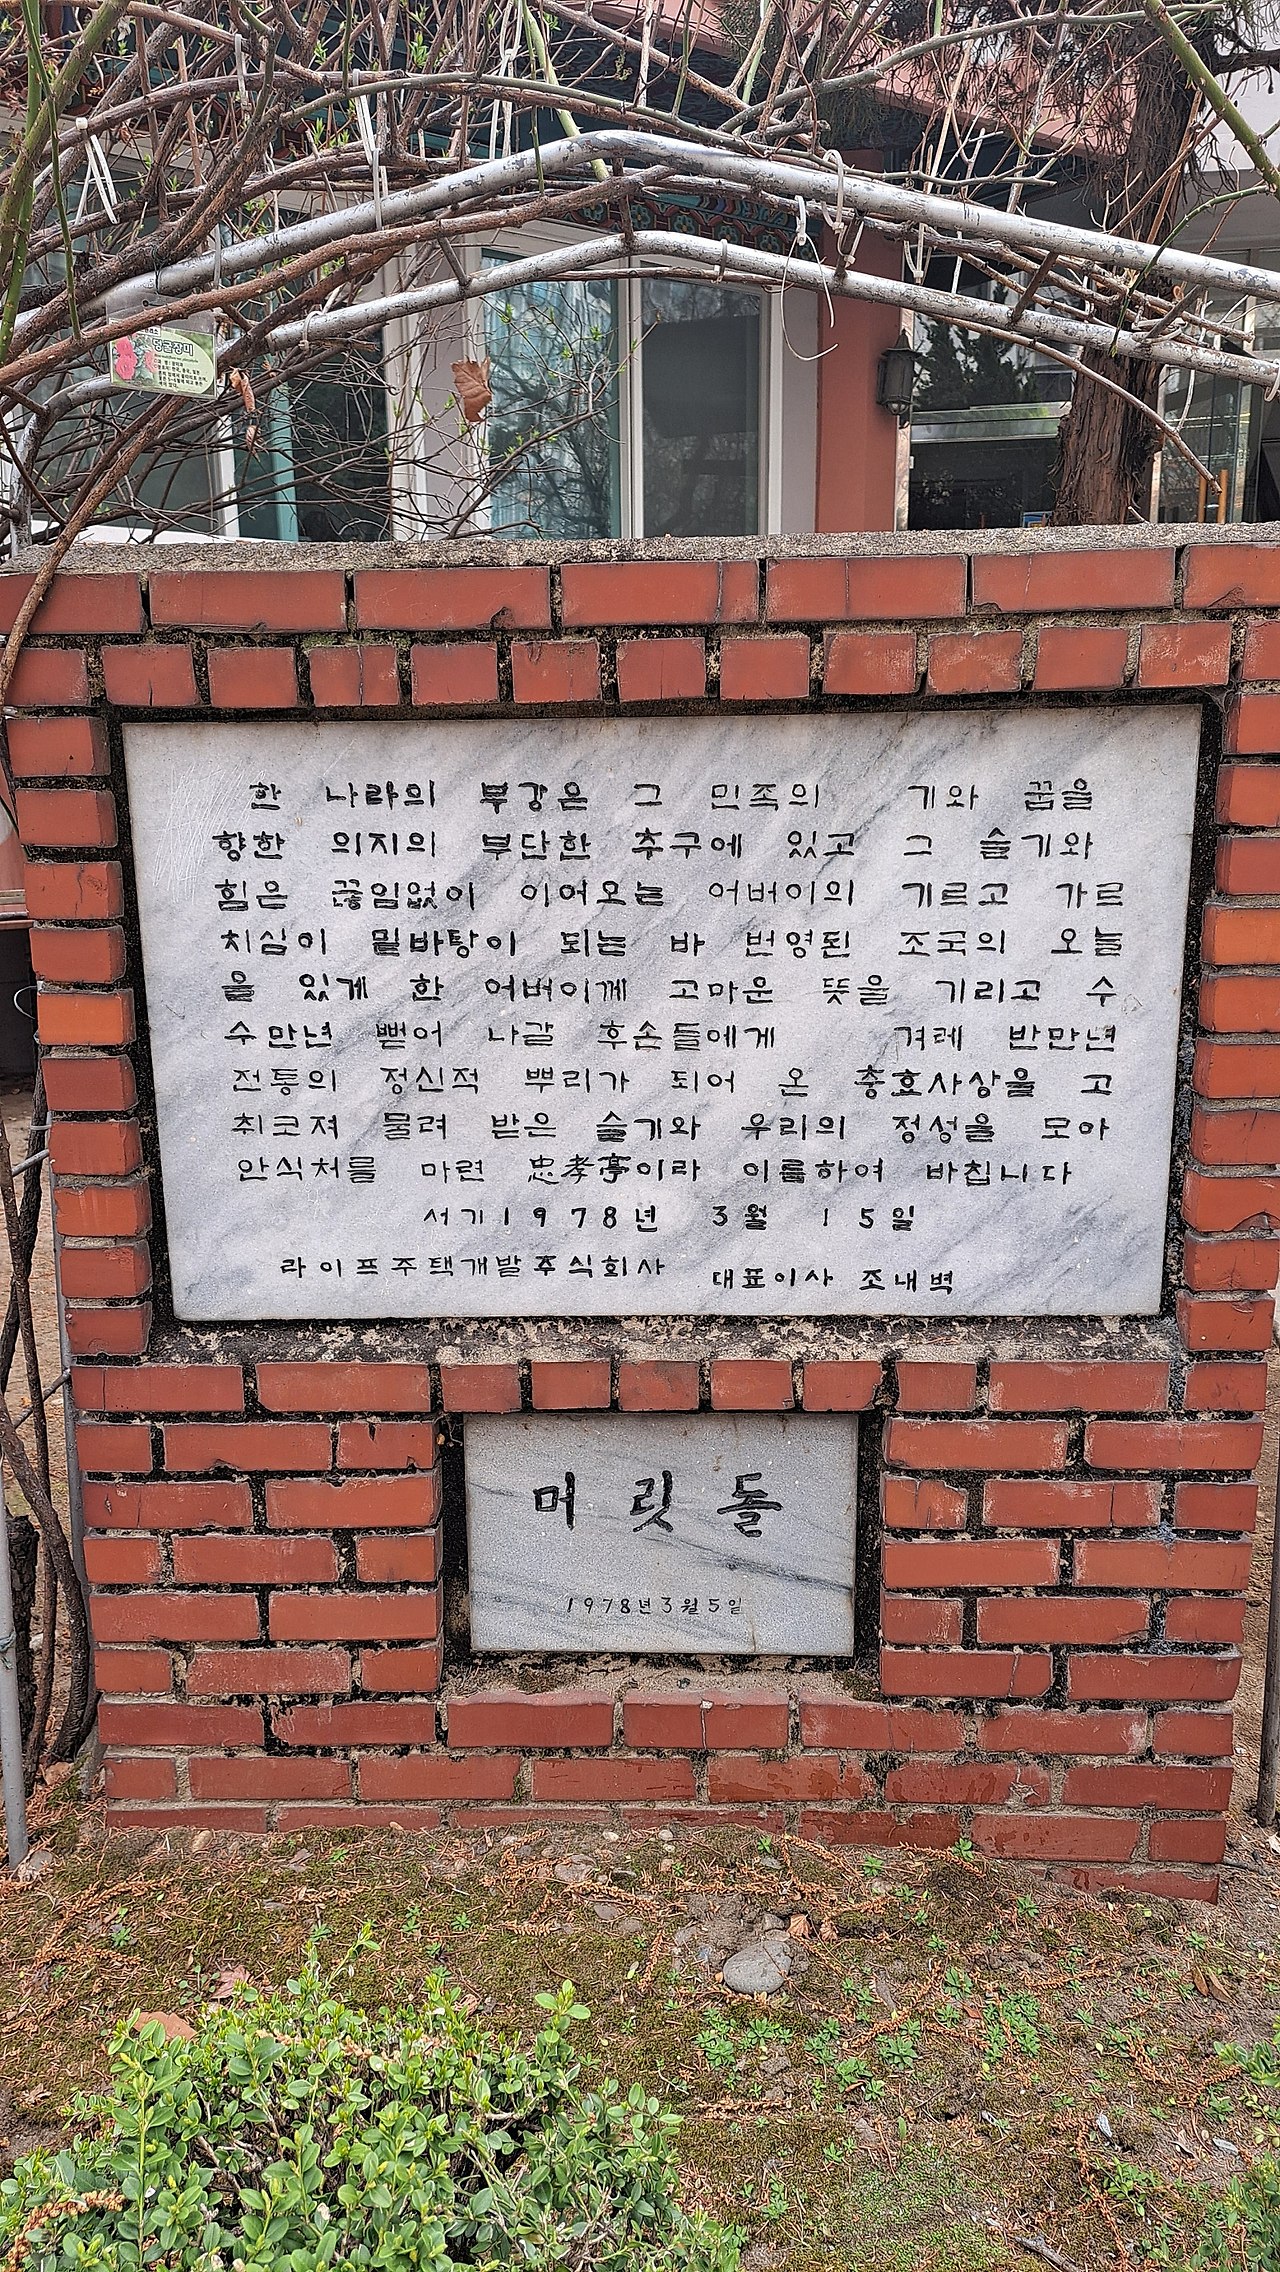 덩굴장미
한 나라의 부강은 그 민족의 기와 꿈을
향한 의지의 부단한 추구에 있고 그 슬기와
힘은 끊임없이 이어오는 어버이의 기르고 가르
치심이 밑바탕이 되는 바 번영된 조국의 오늘
을 있게 한 어버이께 고마운 뜻을 기리고 수
수만년 뻗어 나갈 후손들에게 겨레 반만년
전통의 정신적 뿌리가 되어 온 충효사상을 고
취코져 물려 받은 슬기와 우리의 정성을 모아
안식처를 마련 忠孝亭이라 이름하여 바칩니다
서기1978년 3월 15일
라이프주택개발주식회사 대표이사 조내벽
머릿돌
1978년3월5일